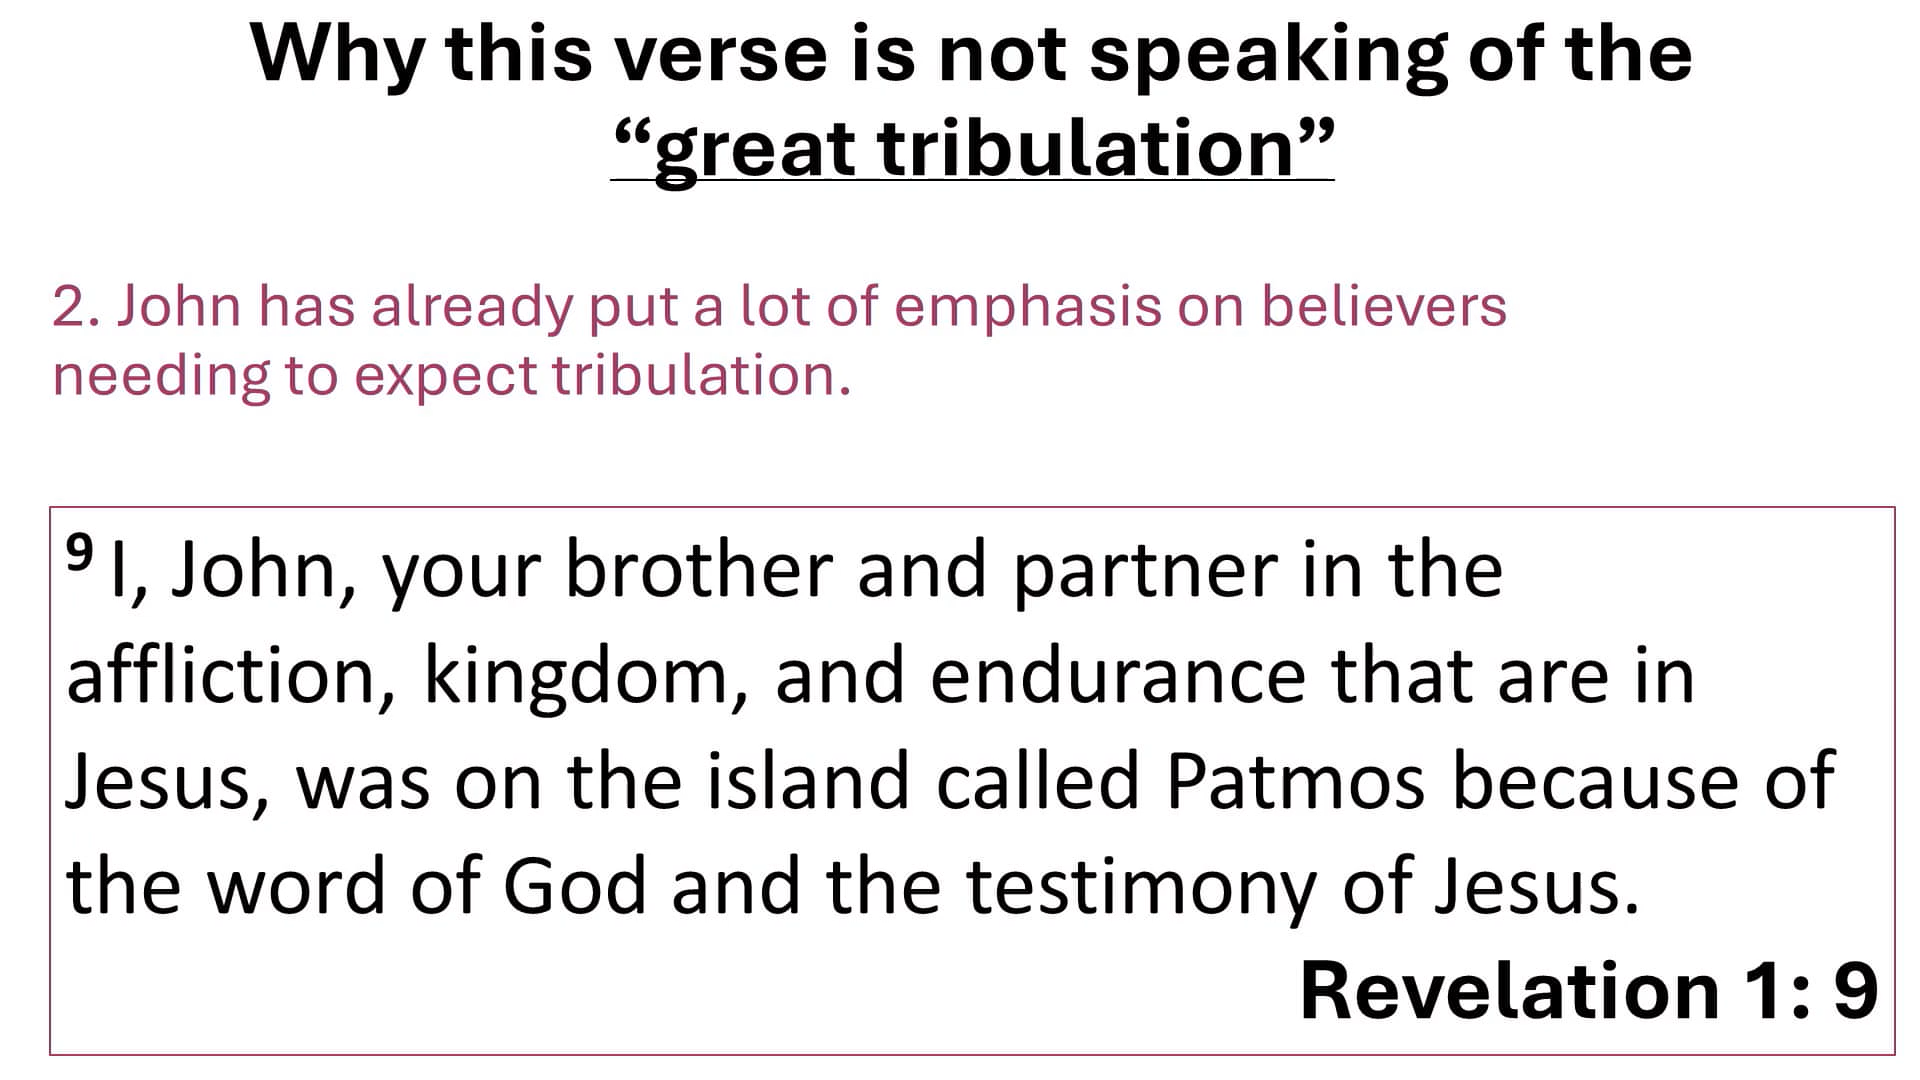 Why this verse is not speaking of the
“great tribulation”
2. John has already put a lot of emphasis on believers
needing to expect tribulation.
9 I, John, your brother and partner in the
affliction, kingdom, and endurance that are in
Jesus, was on the island called Patmos because of
the word of God and the testimony of Jesus.
Revelation 1: 9